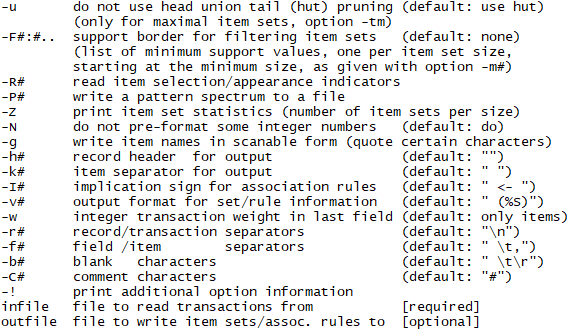 -u do not use head union tail (hut) pruning (default: use hut)
(only for maximal item sets, option -tm)
-F#:#.. support border for filtering item sets (default: none)
(list of minimum support values, one per item set size,
starting at the minimum size, as given with option -m#)
-R# read item selection/appearance indicators
-P# write a pattern spectrum to a file
-Z print item set statistics (number of item sets per size)
-N do not pre-format some integer numbers (default: do)
-g write item names in scanable form (quote certain characters)
-h# record header for output (default: "")
-k# item separator for output (default: " ")
-I# implication sign for association rules (default: " <- ")
-v# output format for set/rule information (default: " (%S)")
-w integer transaction weight in last field (default: only items)
-r# record/transaction separators (default: "\n")
-f# field /item separators (default: " \t,")
-b# blank characters (default: " \t\r")
-C# comment characters (default: "#")
-! print additional option information
infile file to read transactions from [required]
outfile file to write item sets/assoc. rules to [optional]